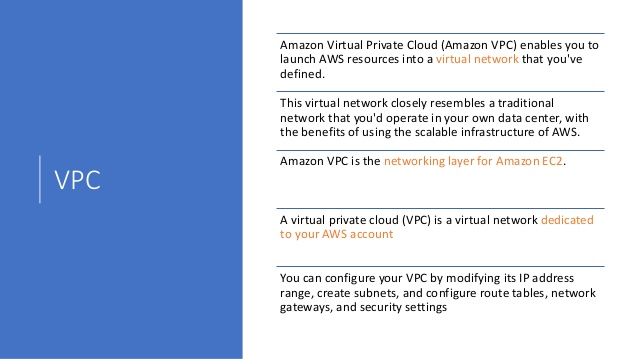 VPC
Amazon Virtual Private Cloud (Amazon VPC) enables you to
launch AWS resources into a virtual network that you've
defined.
This virtual network closely resembles a traditional
network that you'd operate in your own data center, with
the benefits of using the scalable infrastructure of AWS.
Amazon VPC is the networking layer for Amazon EC2.
A virtual private cloud (VPC) is a virtual network dedicated
to your AWS account
You can configure your VPC by modifying its IP address
range, create subnets, and configure route tables, network
gateways, and security settings